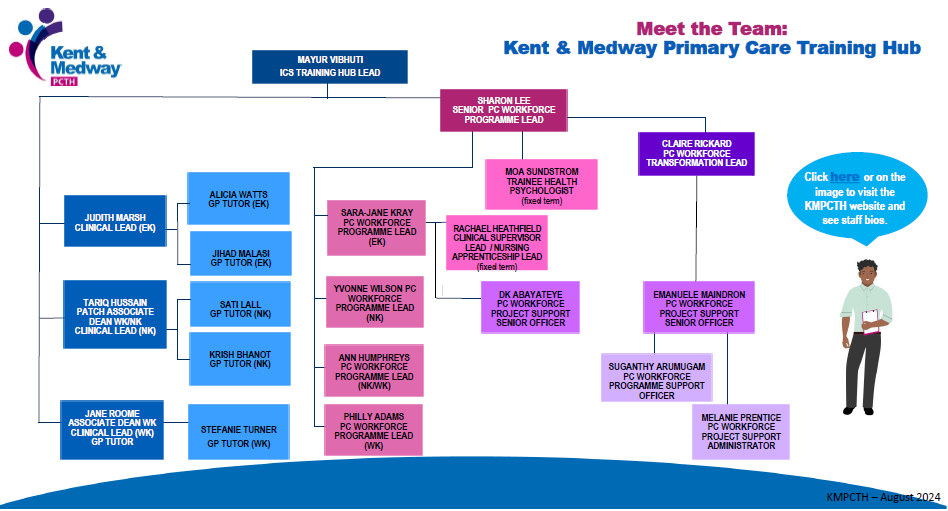 Kent &
Medway
PCTH
Meet the Team:
Kent & Medway Primary Care Training Hub
MAYUR VIBHUTI
ICS TRAINING HUB LEAD
SHARON LEE
SENIOR PC WORKFORCE
PROGRAMME LEAD
CLAIRE RICKARD
PC WORKFORCE
TRANSFORMATION LEAD
MOA SUNDSTROM
TRAINEE HEALTH
PSYCHOLOGIST
(fixed term)
Click here or on the
image to visit the
KMPCTH website and
see staff bios.
JUDITH MARSH
CLINICAL LEAD (EK)
ALICIA WATTS
GP TUTOR (EK)
JIHAD MALASI
GP TUTOR (EK)
SARA-JANE KRAY
PC WORKFORCE
PROGRAMME LEAD
(EK)
RACHAEL HEATHFIELD
CLINICAL SUPERVISOR
LEAD / NURSING
APPRENTICESHIP LEAD
(fixed term)
TARIQ HUSSAIN
PATCH ASSOCIATE
DEAN WK/NK
CLINICAL LEAD (NK)
SATI LALL
GP TUTOR (NK)
KRISH BHANOT
GP TUTOR (NK)
YVONNE WILSON PC
WORKFORCE
PROGRAMME LEAD
(NK)
DK ABAYATEYE
PC WORKFORCE
PROJECT SUPPORT
SENIOR OFFICER
EMANUELE MAINDRON
PC WORKFORCE
PROJECT SUPPORT
SENIOR OFFICER
ANN HUMPHREYS
PC WORKFORCE
PROGRAMME LEAD
(NK/WK)
SUGANTHY ARUMUGAM
PC WORKFORCE
PROGRAMME SUPPORT
OFFICER
JANE ROOME
ASSOCIATE DEAN WK
CLINICAL LEAD (WK)
GP TUTOR
STEFANIE TURNER
GP TUTOR (WK)
PHILLY ADAMS
PC WORKFORCE
PROGRAMME LEAD
(WK)
MELANIE PRENTICE
PC WORKFORCE
PROJECT SUPPORT
ADMINISTRATOR
KMPCTH – August 2024